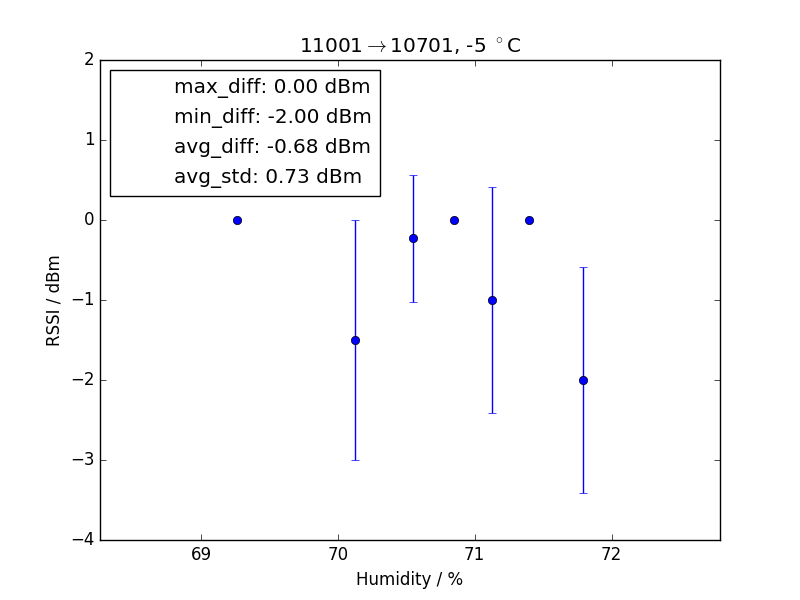 11001→10701, -5 °C
max_diff: 0.00 dBm
min_diff: -2.00 dBm
avg_diff: -0.68 dBm
avg_std: 0.73 dBm
RSSI / dBm
2
1
0
−1
−2
−3
−4
69 70 71 72
Humidity / %